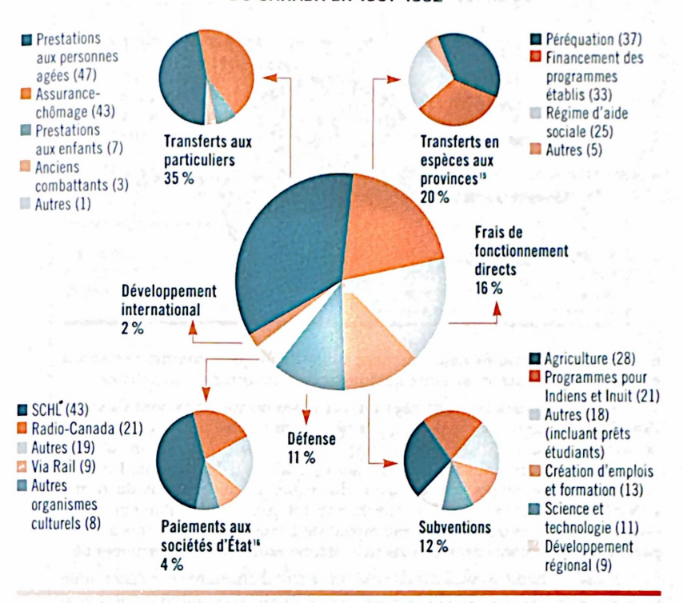 Prestations
aux personnes
agées (47)
Assurance-
chômage (43)
Prestations
aux enfants (7)
Anciens
combattants (3)
Autres (1)
Transferts aux
particuliers
35 %
Péréquation (37)
Financement des
programmes
établis (33)
Régime d'aide
sociale (25)
Autres (5)
Transferts en
espèces aux
provinces¹⁵
20 %
Frais de
fonctionnement
directs
16 %
Développement
international
2 %
SCHL* (43)
Radio-Canada (21)
Autres (19)
Via Rail (9)
Autres
organismes
culturels (8)
Paiements aux
sociétés d'État¹⁶
4 %
Défense
11 %
Subventions
12 %
Agriculture (28)
Programmes pour
Indiens et Inuit (21)
Autres (18)
(incluant prêts
étudiants)
Création d'emplois
et formation (13)
Science et
technologie (11)
Développement
régional (9)